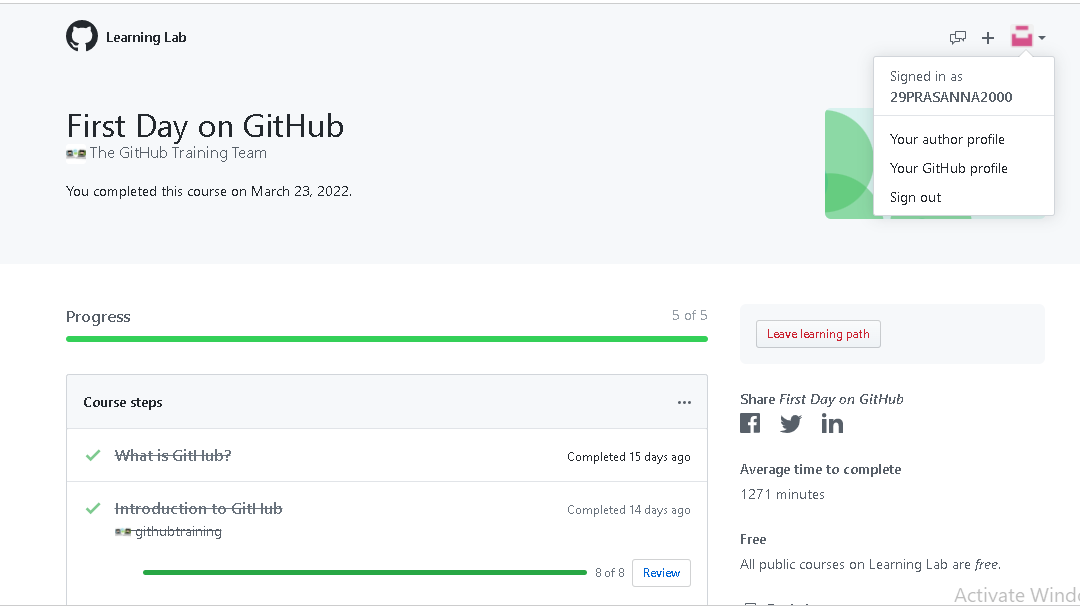 Learning Lab
Signed in as
29PRASANNA2000
Your author profile
Your GitHub profile
Sign out
First Day on GitHub
The GitHub Training Team
You completed this course on March 23, 2022.
Progress
5 of 5
Leave learning path
Course steps
What is GitHub?
Completed 15 days ago
Introduction to GitHub
Completed 14 days ago
githubtraining
8 of 8
Review
Share First Day on GitHub
Average time to complete
1271 minutes
Free
All public courses on Learning Lab are free.
Activate Wind